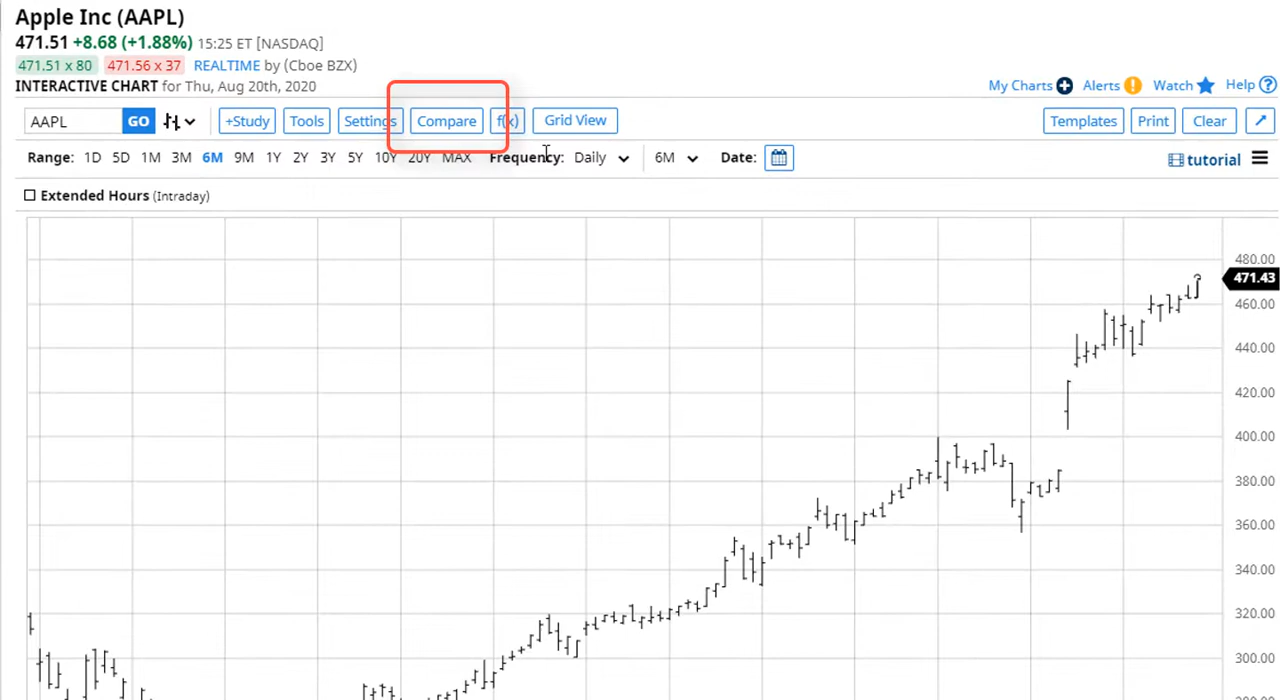 Apple Inc (AAPL)
471.51 +8.68 (+1.88%) 15:25 ET [NASDAQ]
471.51 x 80 471.56 x 37 REALTIME by (Cboe BZX)
INTERACTIVE CHART for Thu, Aug 20th, 2020
My Charts Alerts Watch Help
AAPL GO +Study Tools Settings Compare f(x) Grid View Templates Print Clear
Range: 1D 5D 1M 3M 6M 9M 1Y 2Y 3Y 5Y 10Y 20Y MAX Frequency: Daily 6M Date: tutorial
Extended Hours (Intraday)
480.00
471.43
460.00
440.00
420.00
400.00
380.00
360.00
340.00
320.00
300.00